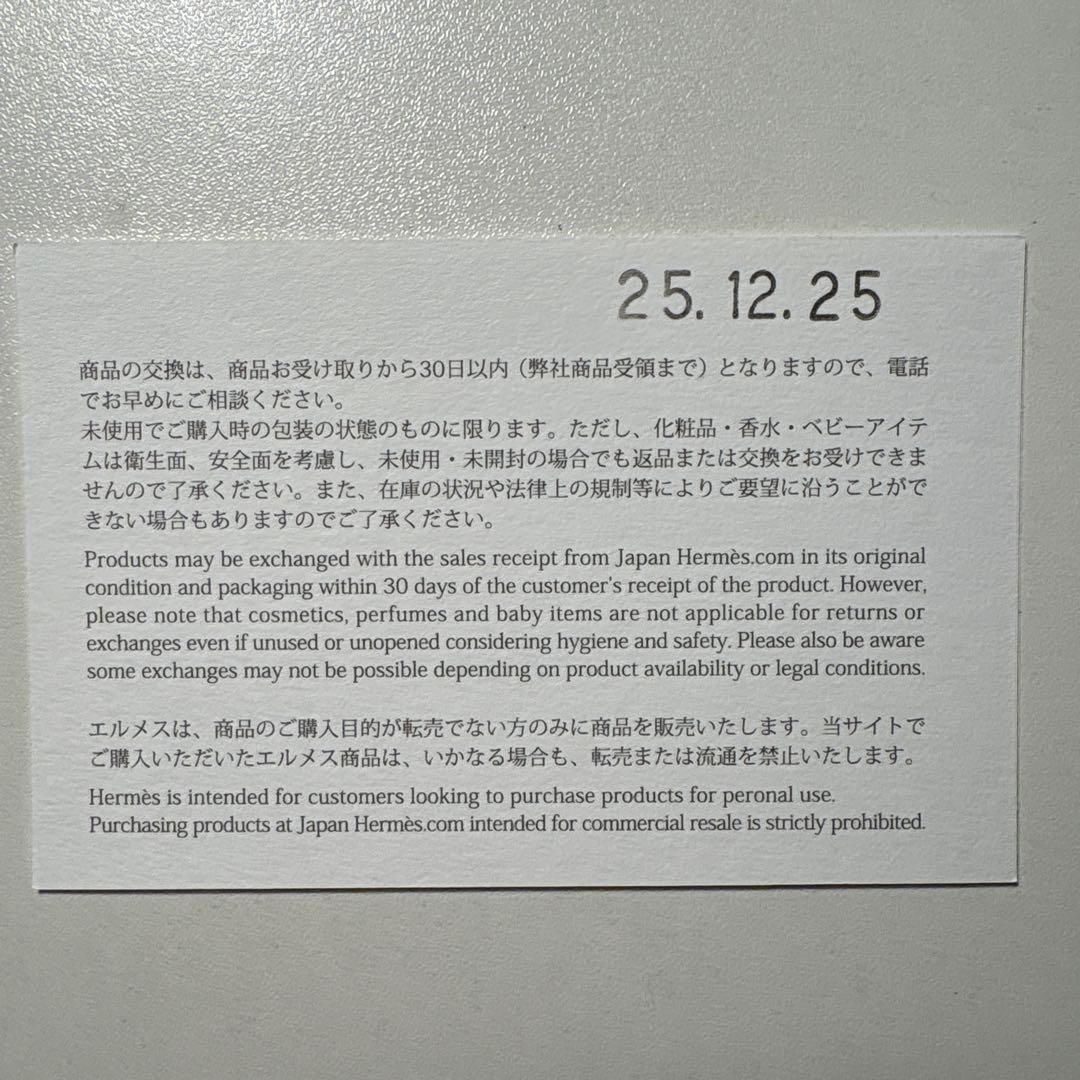 25.12.25
商品の交換は、商品お受け取りから30日以内（弊社商品受領まで）となりますので、電話
でお早めにご相談ください。
未使用でご購入時の包装の状態のものに限ります。ただし、化粧品・香水・ベビーアイテ
ムは衛生面、安全面を考慮し、未使用・未開封の場合でも返品または交換をお受けできま
せんので了承ください。また、在庫の状況や法律上の規制等によりご要望に沿うことがで
きない場合もありますのでご了承ください。
Products may be exchanged with the sales receipt from Japan Hermès.com in its original
condition and packaging within 30 days of the customer's receipt of the product. However,
please note that cosmetics, perfumes and baby items are not applicable for returns or
exchanges even if unused or unopened considering hygiene and safety. Please also be aware
some exchanges may not be possible depending on product availability or legal conditions.
エルメスは、商品のご購入目的が転売でない方のみに商品を販売いたします。当サイトで
ご購入いただいたエルメス商品は、いかなる場合も、転売または流通を禁止いたします。
Hermès is intended for customers looking to purchase products for peronal use.
Purchasing products at Japan Hermès.com intended for commercial resale is strictly prohibited.